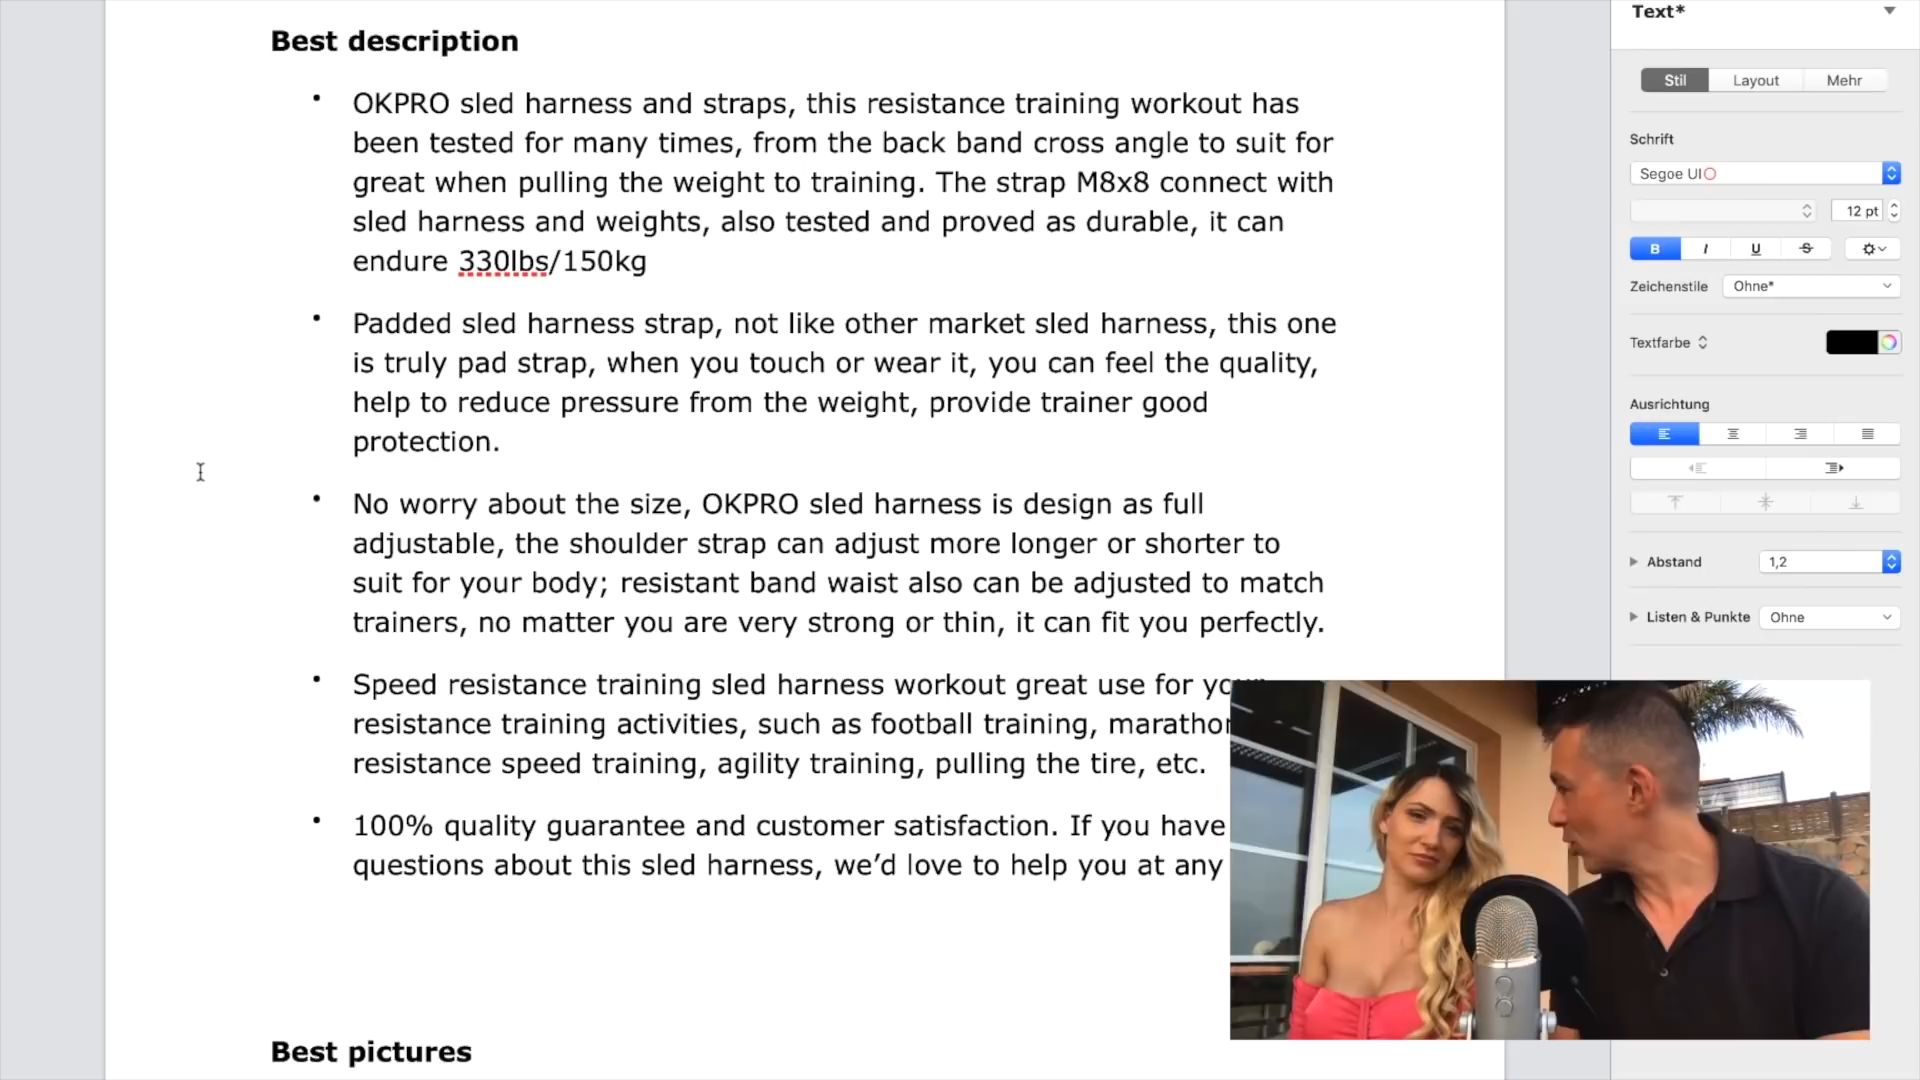 Best description
• OKPRO sled harness and straps, this resistance training workout has
been tested for many times, from the back band cross angle to suit for
great when pulling the weight to training. The strap M8x8 connect with
sled harness and weights, also tested and proved as durable, it can
endure 330lbs/150kg
• Padded sled harness strap, not like other market sled harness, this one
is truly pad strap, when you touch or wear it, you can feel the quality,
help to reduce pressure from the weight, provide trainer good
protection.
• No worry about the size, OKPRO sled harness is design as full
adjustable, the shoulder strap can adjust more longer or shorter to
suit for your body; resistant band waist also can be adjusted to match
trainers, no matter you are very strong or thin, it can fit you perfectly.
• Speed resistance training sled harness workout great use for your
resistance training activities, such as football training, marathon
resistance speed training, agility training, pulling the tire, etc.
• 100% quality guarantee and customer satisfaction. If you have
questions about this sled harness, we’d love to help you at any
Best pictures
Text*
Stil Layout Mehr
Schrift
Segoe UI
12 pt
B I U S
Zeichenstile Ohne*
Textfarbe
Ausrichtung
Abstand 1,2
Listen & Punkte Ohne